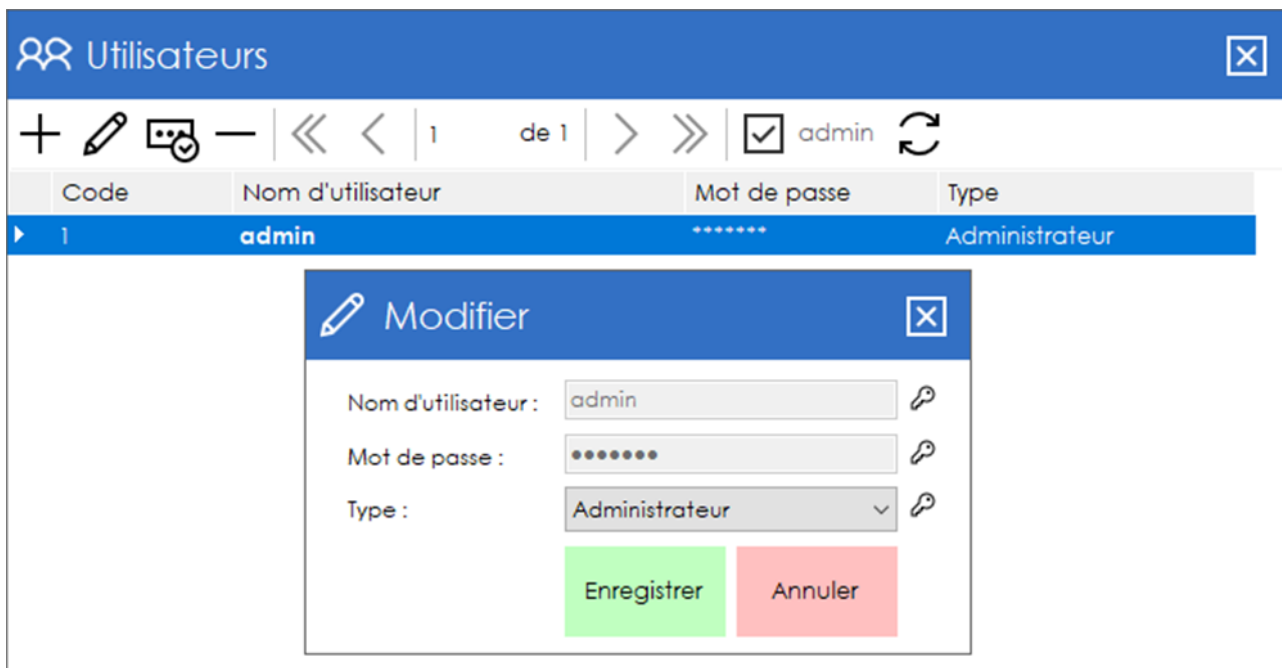 Utilisateurs
1 de 1 admin
Code Nom d'utilisateur Mot de passe Type
1 admin ******* Administrateur
Modifier
Nom d'utilisateur : admin
Mot de passe : •••••••
Type : Administrateur
Enregistrer Annuler